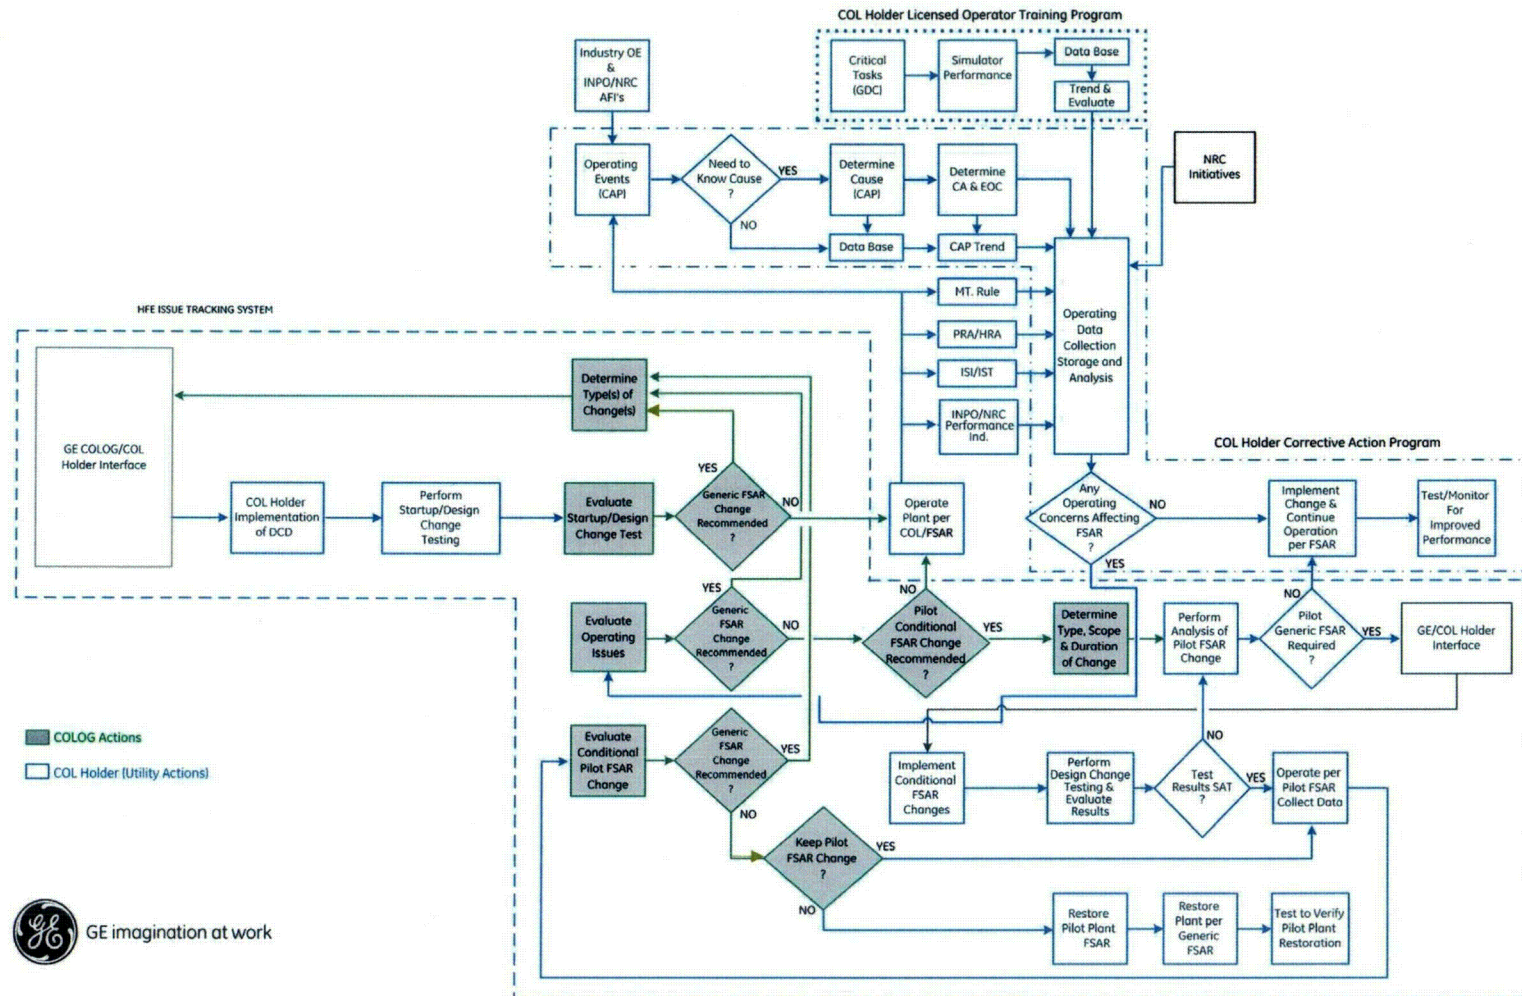 COL Holder Licensed Operator Training Program
Industry OE
&
INPO/NRC
AFI's
Critical
Tasks
(GDC)
Simulator
Performance
Data Base
Trend &
Evaluate
Operating
Events
(CAP)
Need to
Know Cause
?
YES
NO
Determine
Cause
(CAP)
Determine
CA & EOC
Data Base
CAP Trend
NRC
Initiatives
MT. Rule
PRA/HRA
ISI/IST
INPO/NRC
Performance
Ind.
Operating
Data
Collection
Storage and
Analysis
HFE ISSUE TRACKING SYSTEM
GE COLOG/COL
Holder Interface
Determine
Type(s) of
Change(s)
COL Holder
Implementation
of DCD
Perform
Startup/Design
Change
Testing
Evaluate
Startup/Design
Change Test
YES
Generic FSAR
Change
Recommended
?
NO
Operate
Plant per
COL/FSAR
COL Holder Corrective Action Program
Any
Operating
Concerns Affecting
FSAR
?
NO
YES
Implement
Change &
Continue
Operation
per FSAR
Test/Monitor
For
Improved
Performance
Evaluate
Operating
Issues
YES
Generic
FSAR
Change
Recommended
?
NO
NO
Pilot
Conditional
FSAR Change
Recommended
?
YES
Determine
Type, Scope
& Duration
of Change
Perform
Analysis of
Pilot FSAR
Change
NO
Pilot
Generic FSAR
Required
?
YES
GE/COL Holder
Interface
COLOG Actions
COL Holder (Utility Actions)
Evaluate
Conditional
Pilot FSAR
Change
Generic
FSAR
Change
Recommended
?
YES
NO
Implement
Conditional
FSAR
Changes
Perform
Design Change
Testing &
Evaluate
Results
NO
Test
Results SAT
?
YES
Operate per
Pilot FSAR
Collect Data
Keep Pilot
FSAR Change
?
YES
NO
Restore
Pilot Plant
FSAR
Restore
Plant per
Generic
FSAR
Test to Verify
Pilot Plant
Restoration
GE
GE imagination at work